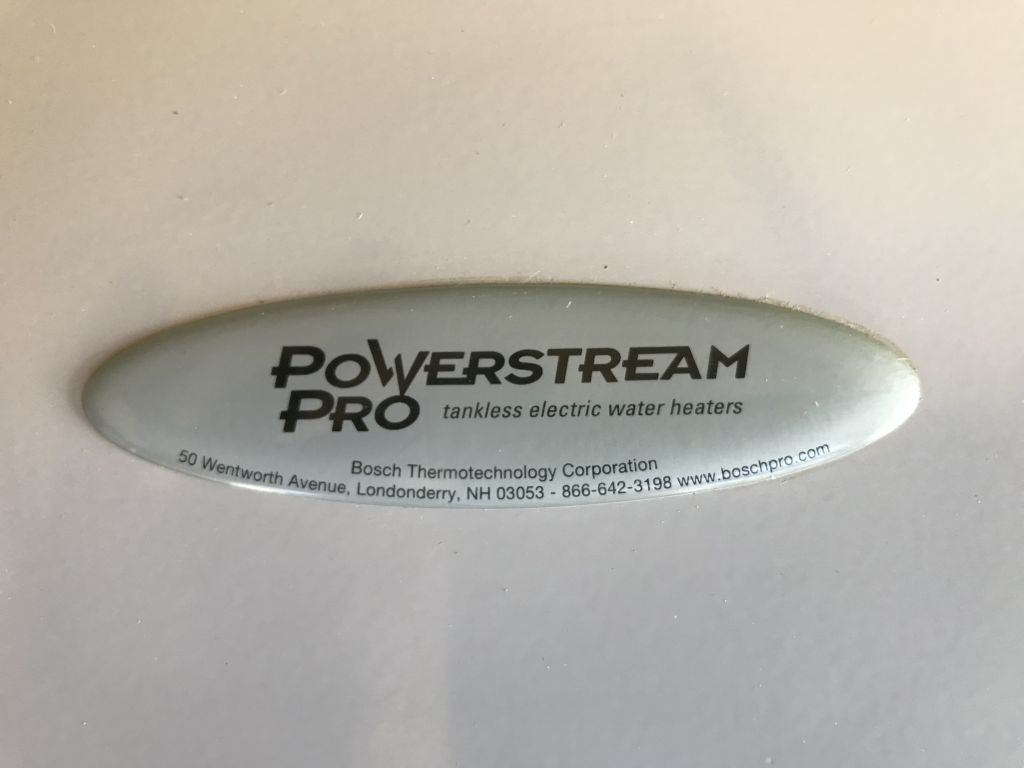 POWERSTREAM
PRO tankless electric water heaters
Bosch Thermotechnology Corporation
50 Wentworth Avenue, Londonderry, NH 03053 - 866-642-3198 www.boschpro.com